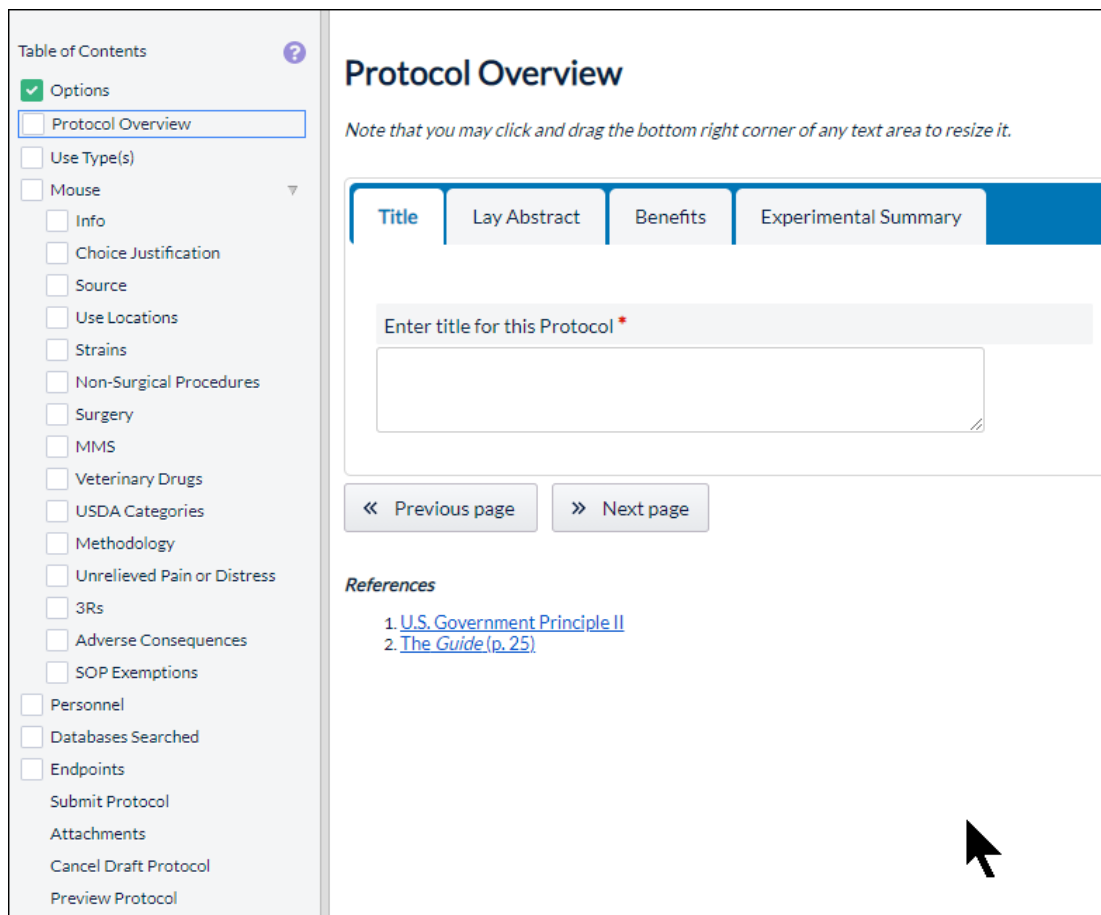 Table of Contents
?
Options
Protocol Overview
Use Type(s)
Mouse
Info
Choice Justification
Source
Use Locations
Strains
Non-Surgical Procedures
Surgery
MMS
Veterinary Drugs
USDA Categories
Methodology
Unrelieved Pain or Distress
3Rs
Adverse Consequences
SOP Exemptions
Personnel
Databases Searched
Endpoints
Submit Protocol
Attachments
Cancel Draft Protocol
Preview Protocol
Protocol Overview
Note that you may click and drag the bottom right corner of any text area to resize it.
Title Lay Abstract Benefits Experimental Summary
Enter title for this Protocol *
« Previous page » Next page
References
1. U.S. Government Principle II
2. The Guide (p. 25)